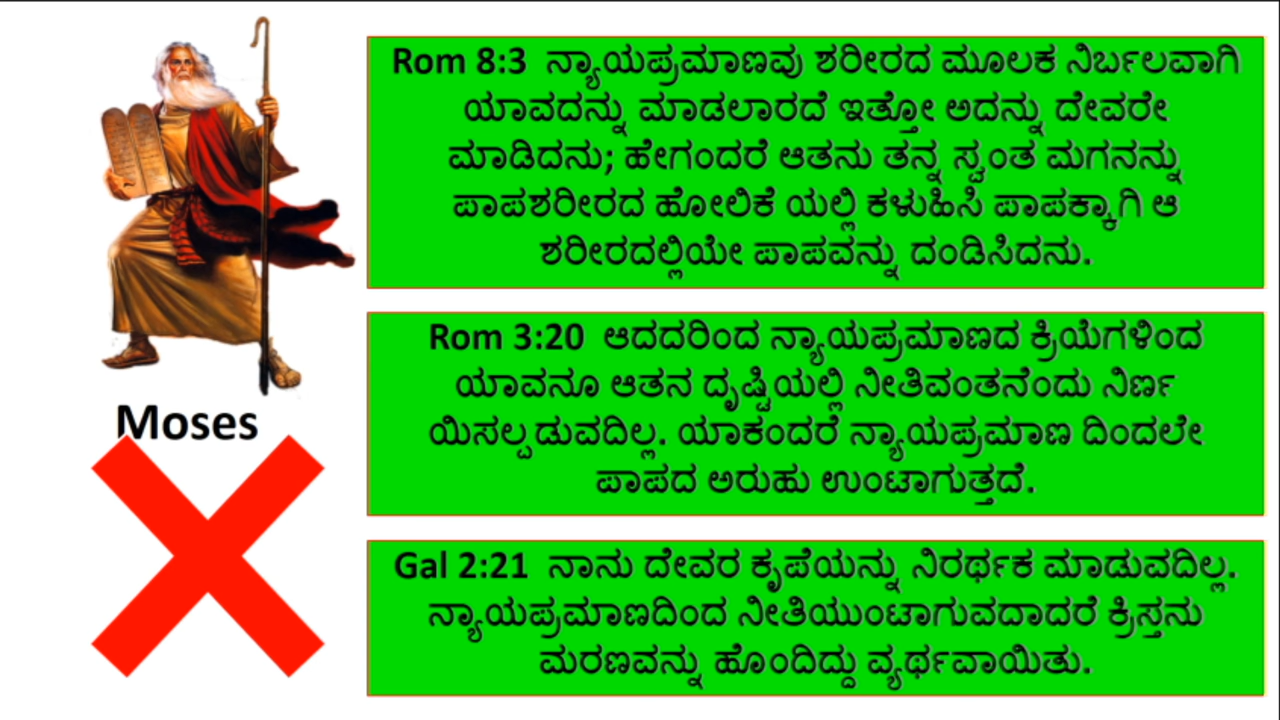 Moses
Rom 8:3 ನ್ಯಾಯಪ್ರಮಾಣವು ಶರೀರದ ಮೂಲಕ ನಿರ್ಬಲವಾಗಿ
ಯಾವದನ್ನು ಮಾಡಲಾರದೆ ಇತ್ತೋ ಅದನ್ನು ದೇವರೇ
ಮಾಡಿದನು; ಹೇಗಂದರೆ ಆತನು ತನ್ನ ಸ್ವಂತ ಮಗನನ್ನು
ಪಾಪಶರೀರದ ಹೋಲಿಕೆ ಯಲ್ಲಿ ಕಳುಹಿಸಿ ಪಾಪಕ್ಕಾಗಿ ಆ
ಶರೀರದಲ್ಲಿಯೇ ಪಾಪವನ್ನು ದಂಡಿಸಿದನು.
Rom 3:20 ಆದದರಿಂದ ನ್ಯಾಯಪ್ರಮಾಣದ ಕ್ರಿಯೆಗಳಿಂದ
ಯಾವನೂ ಆತನ ದೃಷ್ಟಿಯಲ್ಲಿ ನೀತಿವಂತನೆಂದು ನಿರ್ಣ
ಯಿಸಲ್ಪಡುವದಿಲ್ಲ. ಯಾಕಂದರೆ ನ್ಯಾಯಪ್ರಮಾಣ ದಿಂದಲೇ
ಪಾಪದ ಅರುಹು ಉಂಟಾಗುತ್ತದೆ.
Gal 2:21 ನಾನು ದೇವರ ಕೃಪೆಯನ್ನು ನಿರರ್ಥಕ ಮಾಡುವದಿಲ್ಲ.
ನ್ಯಾಯಪ್ರಮಾಣದಿಂದ ನೀತಿಯುಂಟಾಗುವದಾದರೆ ಕ್ರಿಸ್ತನು
ಮರಣವನ್ನು ಹೊಂದಿದ್ದು ವ್ಯರ್ಥವಾಯಿತು.